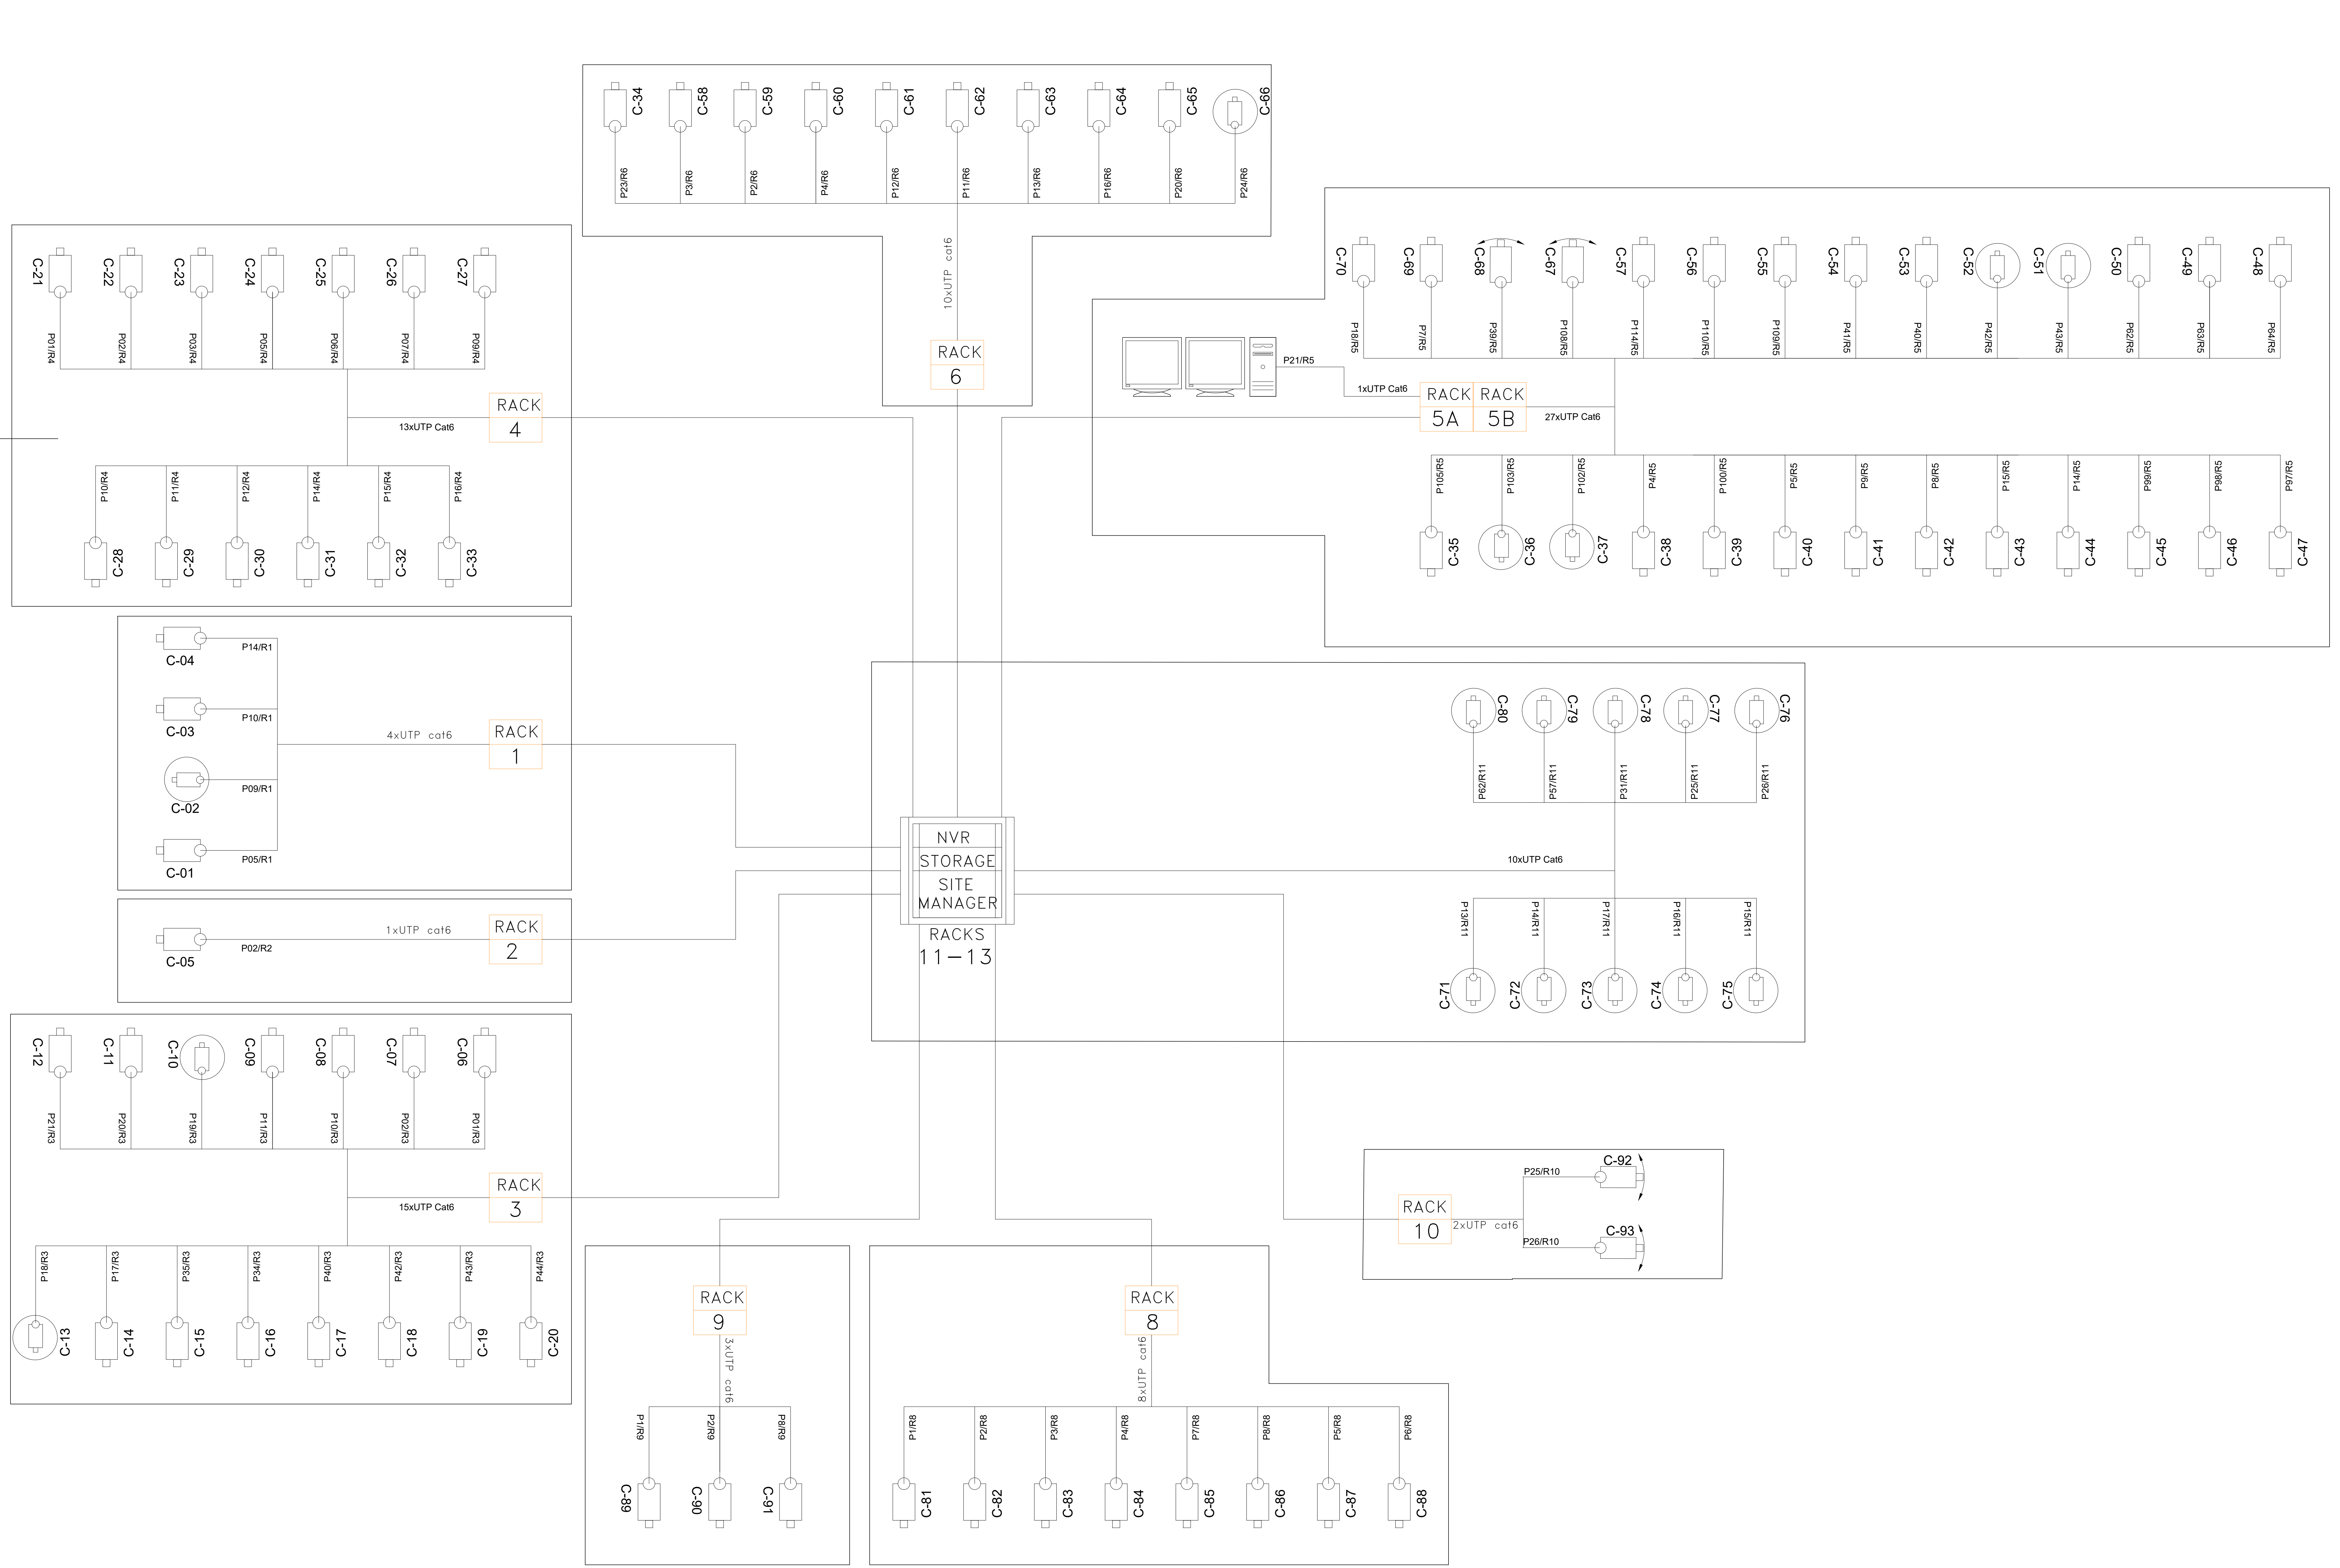 C-34
C-58
C-59
C-60
C-61
C-62
C-63
C-64
C-65
C-66
P23/R6
P3/R6
P2/R6
P4/R6
P12/R6
P11/R6
P13/R6
P16/R6
P20/R6
P24/R6
10xUTP cat6
RACK
6
C-21
C-22
C-23
C-24
C-25
C-26
C-27
P01/R4
P02/R4
P03/R4
P05/R4
P06/R4
P07/R4
P09/R4
13xUTP Cat6
RACK
4
P10/R4
P11/R4
P12/R4
P14/R4
P15/R4
P16/R4
C-28
C-29
C-30
C-31
C-32
C-33
C-70
C-69
C-68
C-67
C-57
C-56
C-55
C-54
C-53
C-52
C-51
C-50
C-49
C-48
P18/R5
P7/R5
P39/R5
P108/R5
P114/R5
P110/R5
P109/R5
P41/R5
P40/R5
P42/R5
P43/R5
P62/R5
P63/R5
P64/R5
P21/R5
1xUTP Cat6
RACK
5A
RACK
5B
27xUTP Cat6
P105/R5
P103/R5
P102/R5
P4/R5
P100/R5
P5/R5
P9/R5
P8/R5
P15/R5
P14/R5
P99/R5
P98/R5
P97/R5
C-35
C-36
C-37
C-38
C-39
C-40
C-41
C-42
C-43
C-44
C-45
C-46
C-47
P14/R1
C-04
P10/R1
C-03
P09/R1
C-02
P05/R1
C-01
4xUTP cat6
RACK
1
P02/R2
C-05
1xUTP cat6
RACK
2
NVR
STORAGE
SITE
MANAGER
RACKS
11-13
C-80
C-79
C-78
C-77
C-76
P62/R11
P57/R11
P31/R11
P25/R11
P26/R11
10xUTP Cat6
P13/R11
P14/R11
P17/R11
P16/R11
P15/R11
C-71
C-72
C-73
C-74
C-75
C-12
C-11
C-10
C-09
C-08
C-07
C-06
P21/R3
P20/R3
P19/R3
P11/R3
P10/R3
P02/R3
P01/R3
15xUTP Cat6
RACK
3
P18/R3
P17/R3
P35/R3
P34/R3
P40/R3
P42/R3
P43/R3
P44/R3
C-13
C-14
C-15
C-16
C-17
C-18
C-19
C-20
RACK
10
2xUTP cat6
P25/R10
C-92
P26/R10
C-93
RACK
9
3xUTP cat6
P1/R9
P2/R9
P8/R9
C-89
C-90
C-91
RACK
8
8xUTP cat6
P1/R8
P2/R8
P3/R8
P4/R8
P7/R8
P8/R8
P5/R8
P6/R8
C-81
C-82
C-83
C-84
C-85
C-86
C-87
C-88